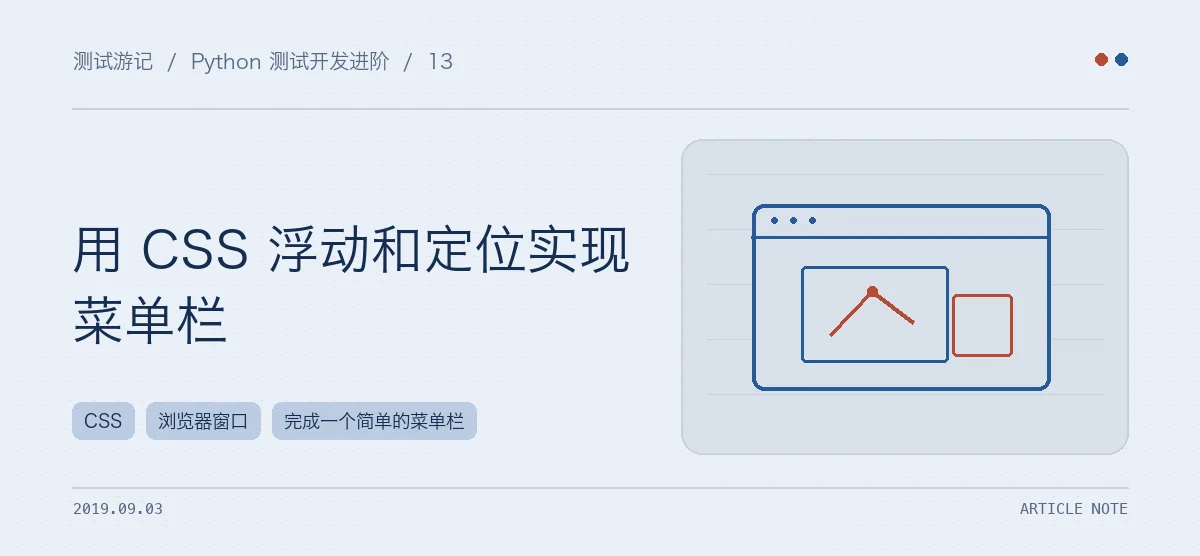 测试游记 / Python 测试开发进阶 / 13
用 CSS 浮动和定位实现
菜单栏
CSS 浏览器窗口 完成一个简单的菜单栏
2019.09.03 ARTICLE NOTE